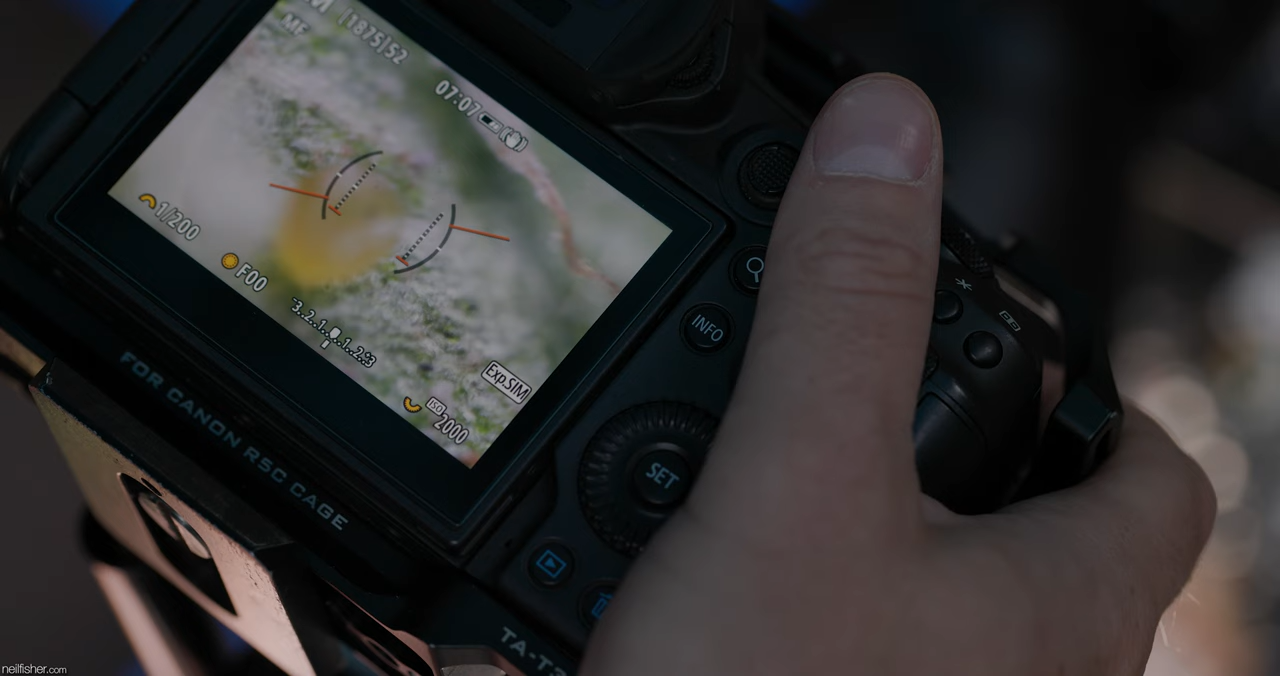 M [1875]52
MF
07:07
1/200
F00
3..2..1..0..1..2..3
Exp.SIM
ISO 2000
INFO
SET
FOR CANON R5C CAGE
TA-T3
neilfisher.com